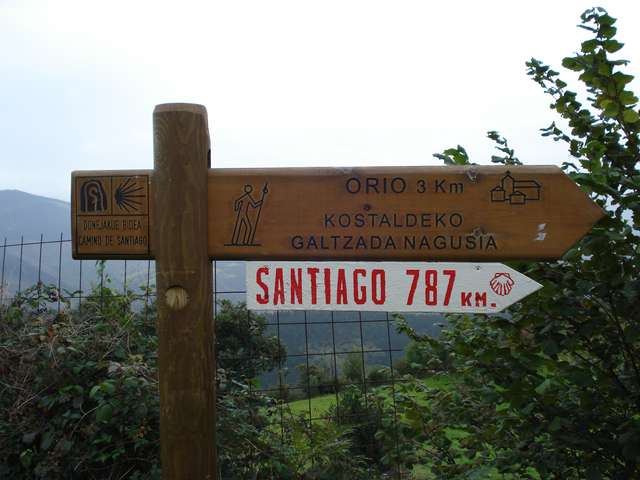 DONEJAKUE BIDEA
CAMINO DE SANTIAGO
ORIO 3 Km
KOSTALDEKO
GALTZADA NAGUSIA
SANTIAGO 787 KM.